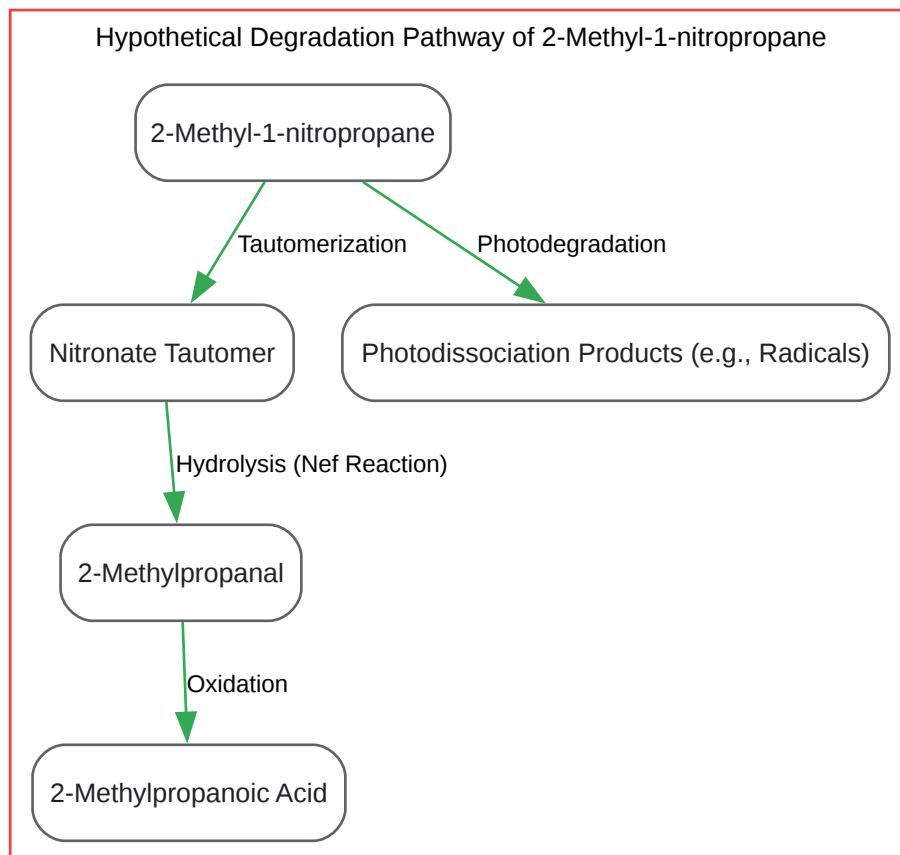 Hypothetical Degradation Pathway of 2-Methyl-1-nitropropane
2-Methyl-1-nitropropane
Tautomerization
Photodegradation
Nitronate Tautomer
Photodissociation Products (e.g., Radicals)
Hydrolysis (Nef Reaction)
2-Methylpropanal
Oxidation
2-Methylpropanoic Acid